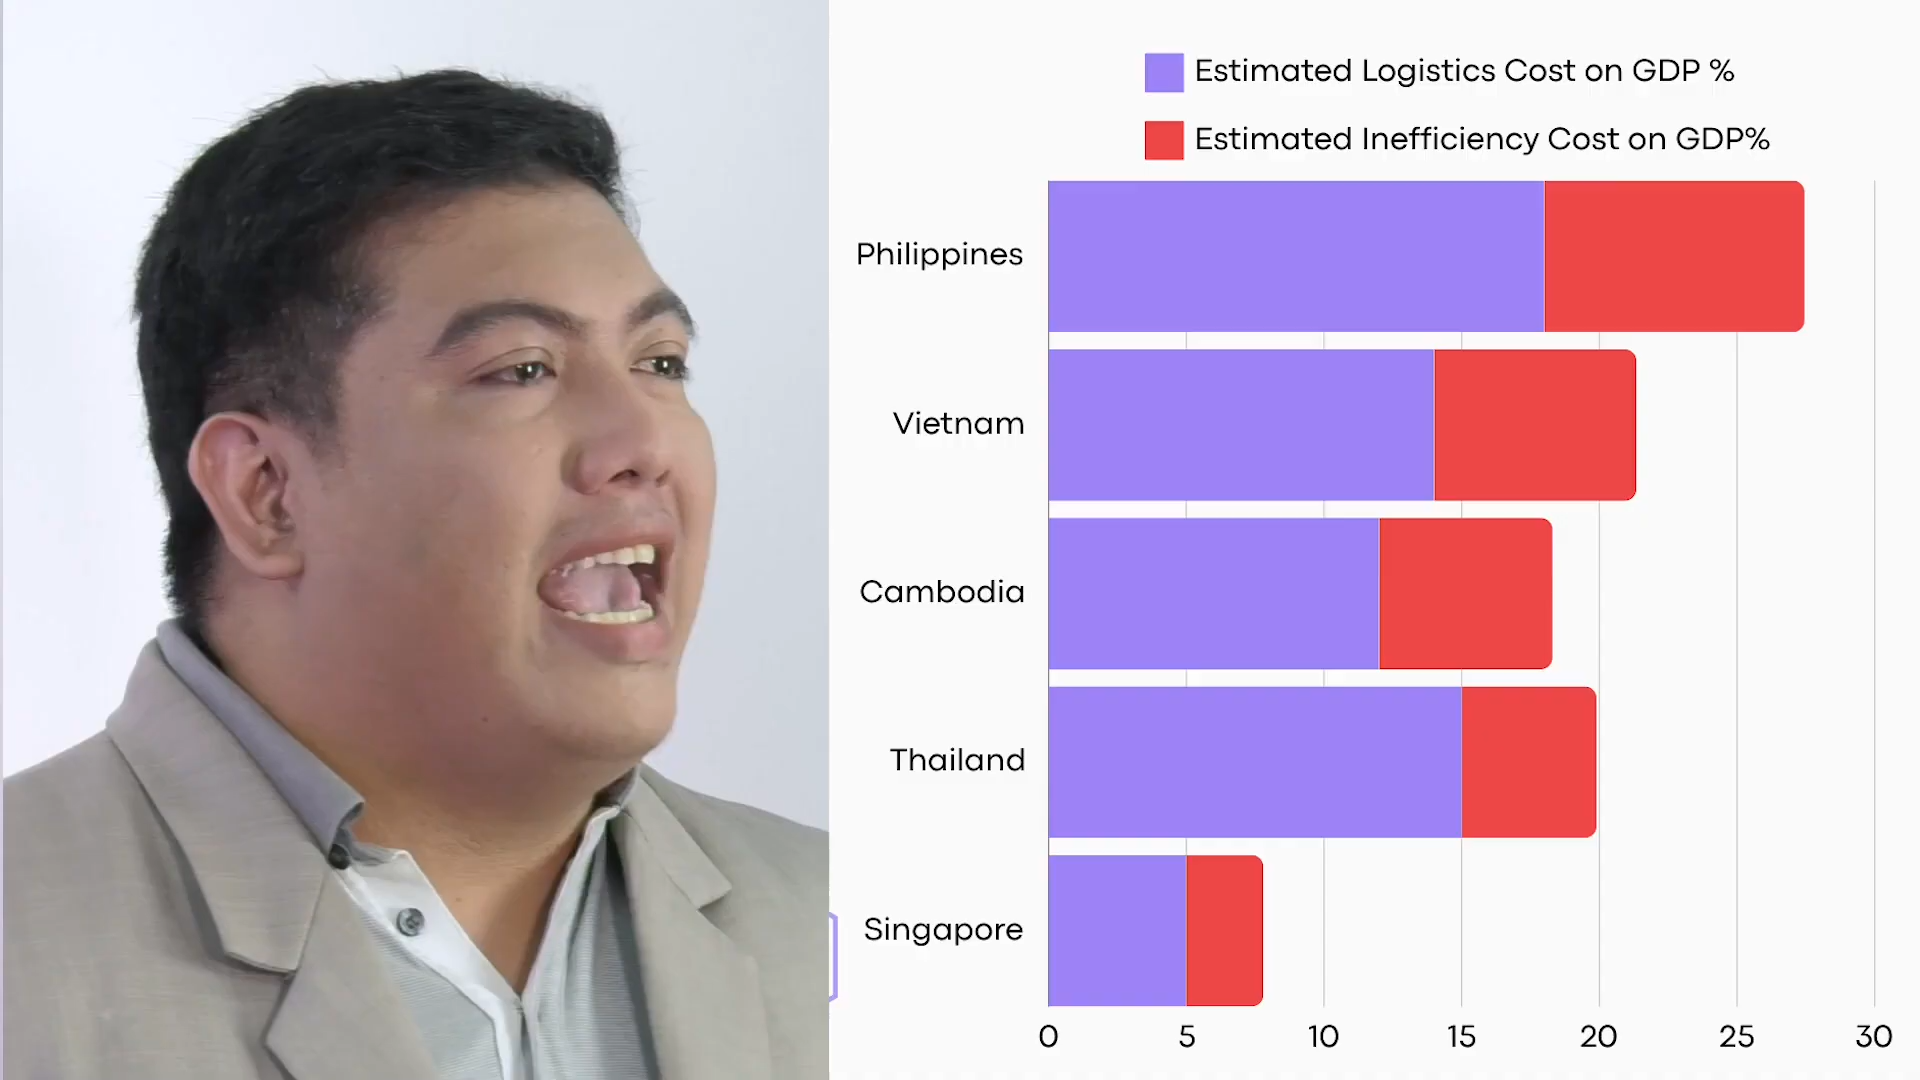 Estimated Logistics Cost on GDP %
Estimated Inefficiency Cost on GDP%
Philippines
Vietnam
Cambodia
Thailand
Singapore
0 5 10 15 20 25 30